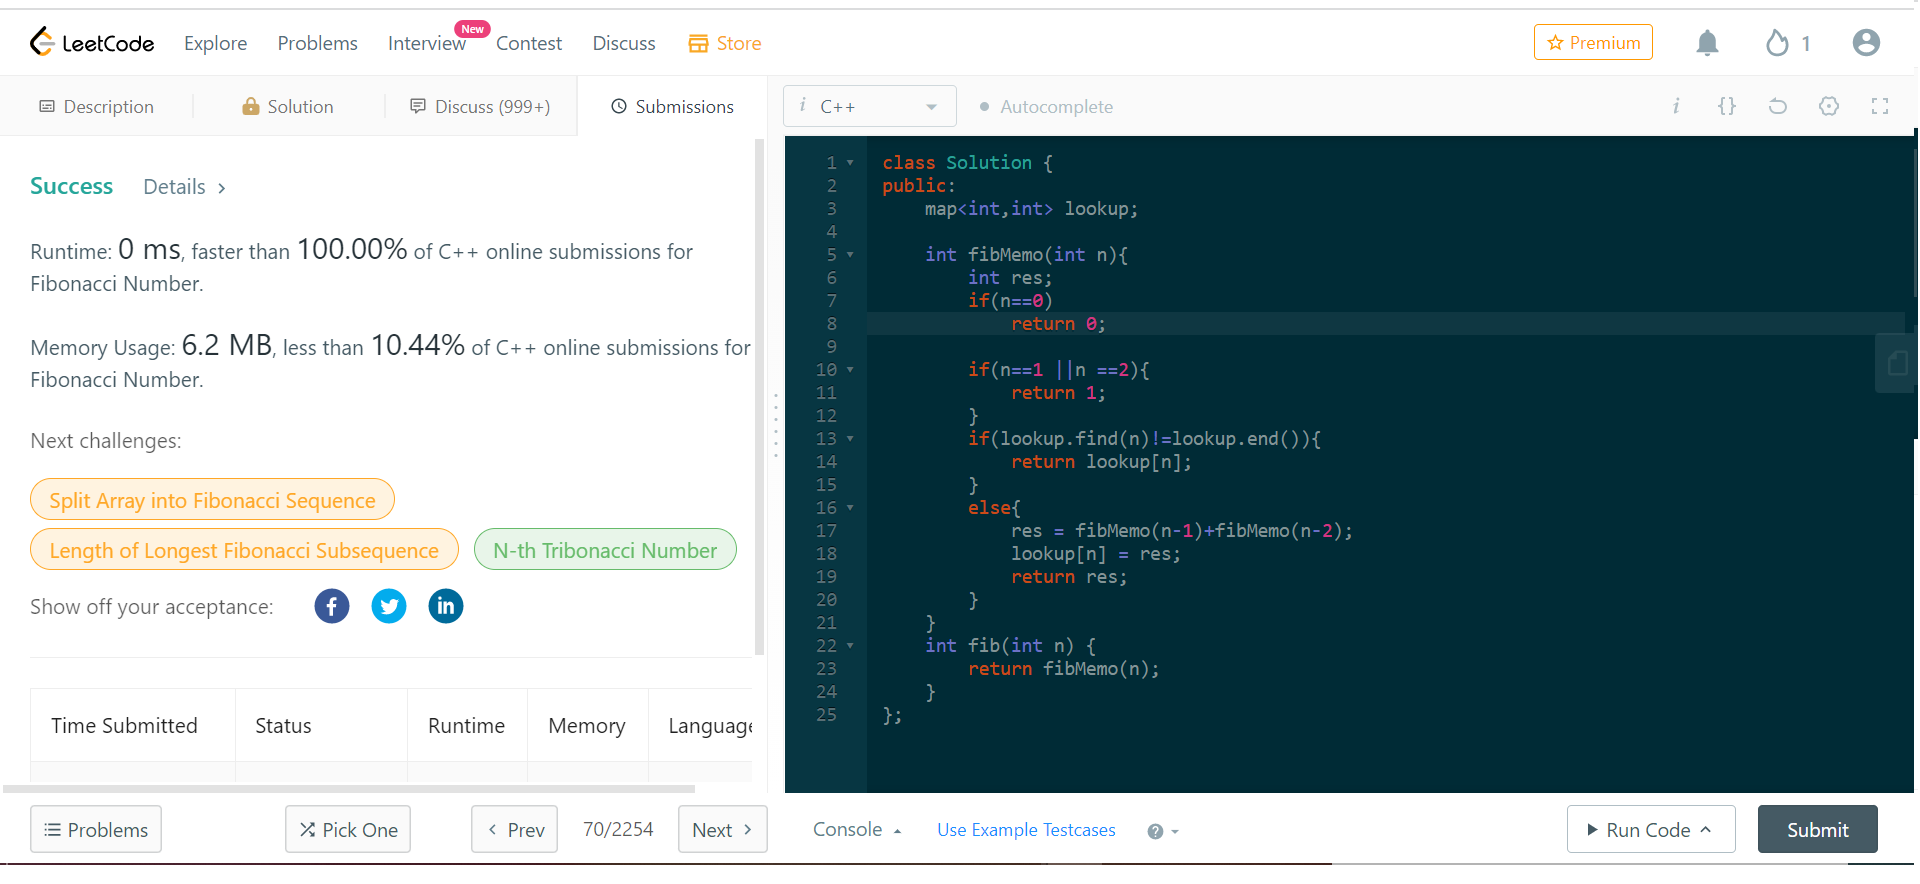 LeetCode Explore Problems Interview New Contest Discuss Store Premium 1
Description Solution Discuss (999+) Submissions
i C++ Autocomplete i {}
Success Details >
Runtime: 0 ms, faster than 100.00% of C++ online submissions for
Fibonacci Number.
Memory Usage: 6.2 MB, less than 10.44% of C++ online submissions for
Fibonacci Number.
Next challenges:
Split Array into Fibonacci Sequence
Length of Longest Fibonacci Subsequence N-th Tribonacci Number
Show off your acceptance: f in
Time Submitted Status Runtime Memory Language
1 class Solution {
2 public:
3     map<int,int> lookup;
4
5     int fibMemo(int n){
6         int res;
7         if(n==0)
8             return 0;
9
10         if(n==1 ||n ==2){
11             return 1;
12         }
13         if(lookup.find(n)!=lookup.end()){
14             return lookup[n];
15         }
16         else{
17             res = fibMemo(n-1)+fibMemo(n-2);
18             lookup[n] = res;
19             return res;
20         }
21     }
22     int fib(int n) {
23         return fibMemo(n);
24     }
25 };
Problems Pick One < Prev 70/2254 Next > Console Use Example Testcases ? Run Code Submit